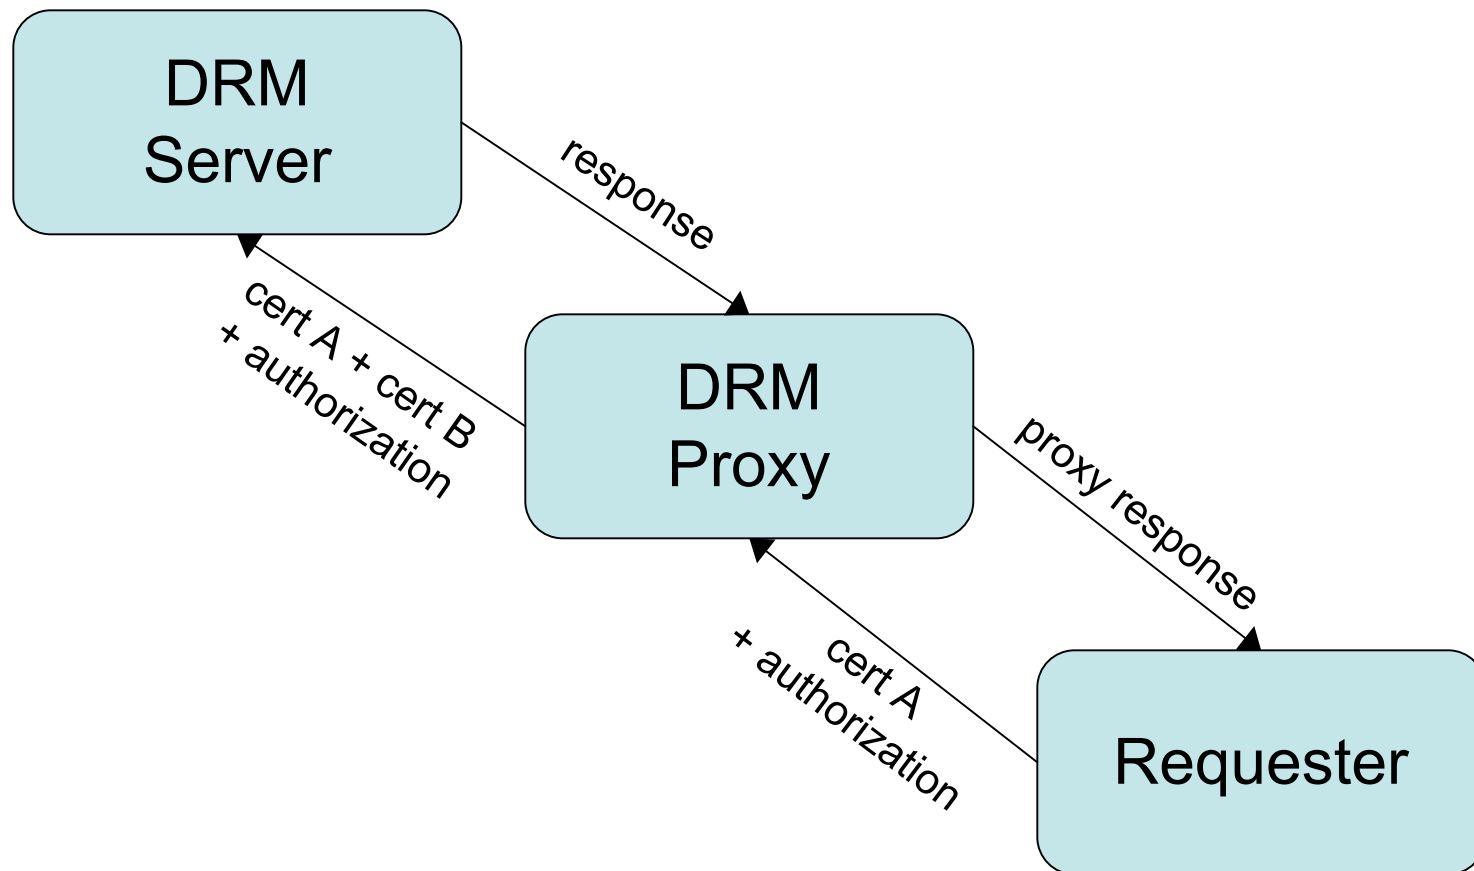 DRM
Server
response
cert A + cert B
+ authorization
DRM
Proxy
proxy response
cert A
+ authorization
Requester